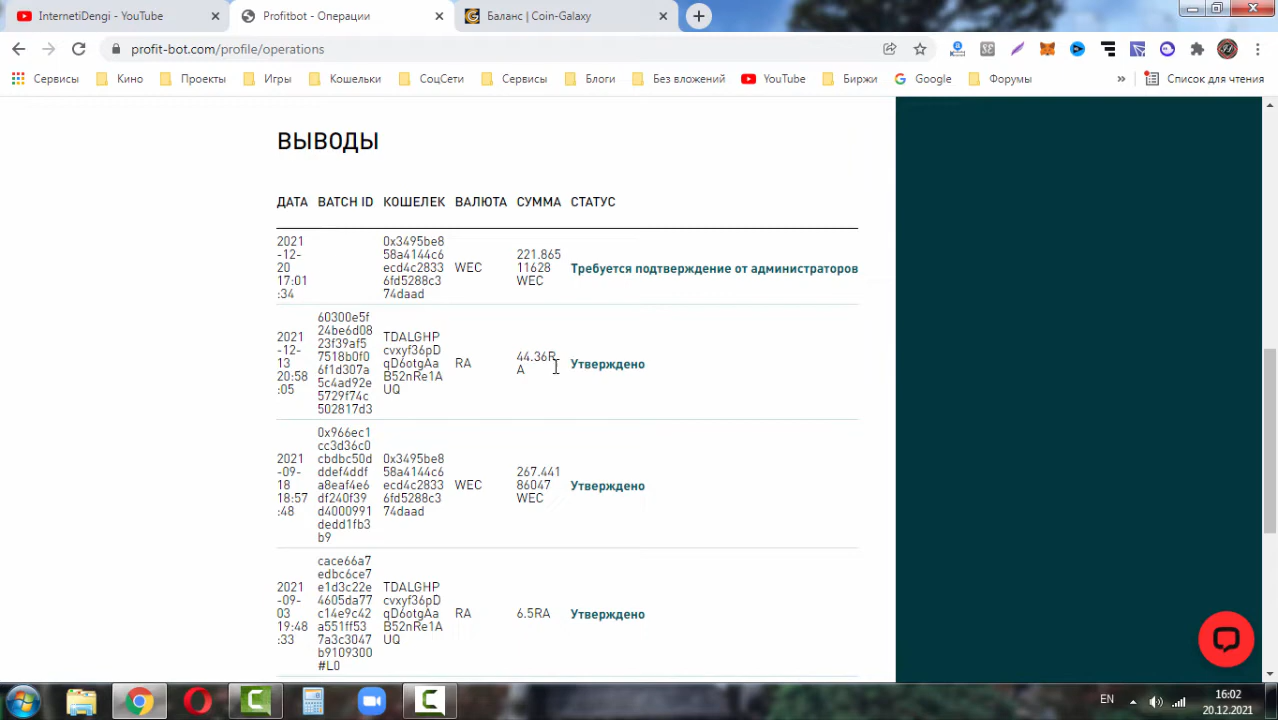 InternetiDengi - YouTube
Profitbot - Операции
Баланс | Coin-Galaxy
profit-bot.com/profile/operations
Сервисы
Кино
Проекты
Игры
Кошельки
СоцСети
Сервисы
Блоги
Без вложений
YouTube
Биржи
Google
Форумы
»
Список для чтения
ВЫВОДЫ
ДАТА BATCH ID КОШЕЛЕК ВАЛЮТА СУММА СТАТУС
2021
-12-
20
17:01
:34
0x3495be8
58a4144c6
ecd4c2833
6fd5288c3
74daad
WEC
221.865
11628
WEC
Требуется подтверждение от администраторов
2021
-12-
13
20:58
:05
60300e5f
24be6d08
23f39af5
7518b0f0
6f1d307a
5c4ad92e
5729f74c
502817d3
TDALGHP
cvxyf36pD
qD6otgAa
B52nRe1A
UQ
RA
44.36R
A
Утверждено
2021
-09-
18
18:57
:48
0x966ec1
cc3d36c0
cbdbc50d
ddef4ddf
a8eaf4e6
df240f39
d4000991
dedd1fb3
b9
0x3495be8
58a4144c6
ecd4c2833
6fd5288c3
74daad
WEC
267.441
86047
WEC
Утверждено
2021
-09-
03
19:48
:33
cace66a7
edbc6ce7
e1d3c22e
4605da77
c14e9c42
a551ff53
7a3c3047
b9109300
#L0
TDALGHP
cvxyf36pD
qD6otgAa
B52nRe1A
UQ
RA
6.5RA
Утверждено
EN
16:02
20.12.2021